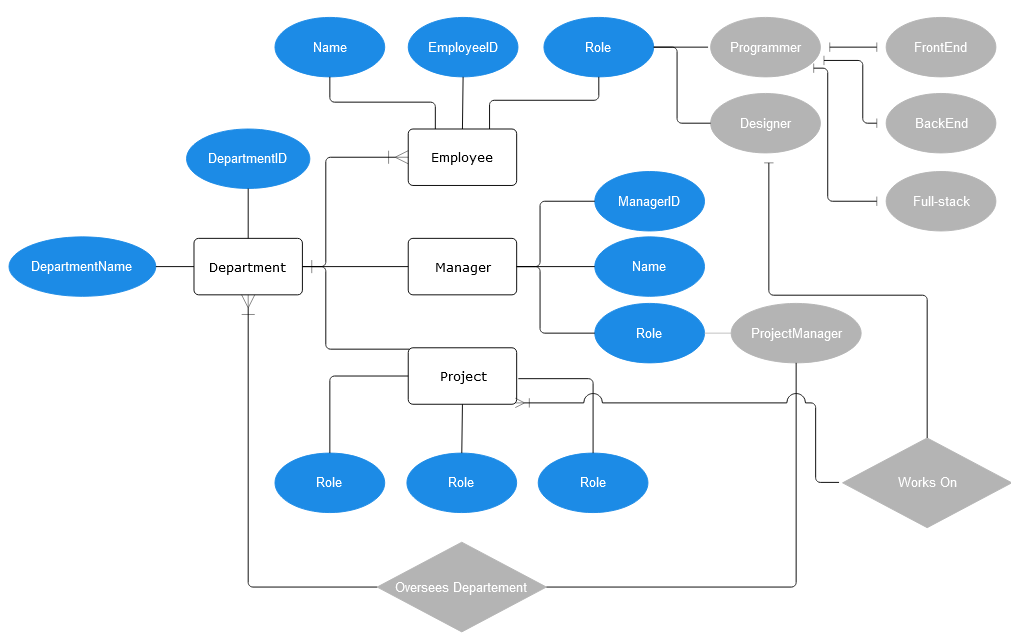 Name
EmployeeID
Role
Programmer
FrontEnd
Designer
BackEnd
Employee
DepartmentID
ManagerID
Full-stack
DepartmentName
Department
Manager
Name
Role
ProjectManager
Project
Role
Role
Role
Works On
Oversees Departement